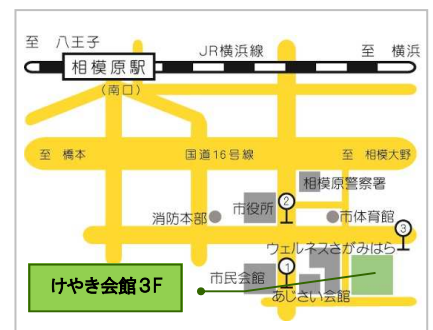 至 八王子
JR横浜線
至 横浜
相模原駅
(南口)
至 橋本
国道16号線
至 相模大野
相模原警察署
市役所
②
消防本部
市体育館
③
ウェルネスさがみはら
けやき会館3F
市民会館
①
あじさい会館